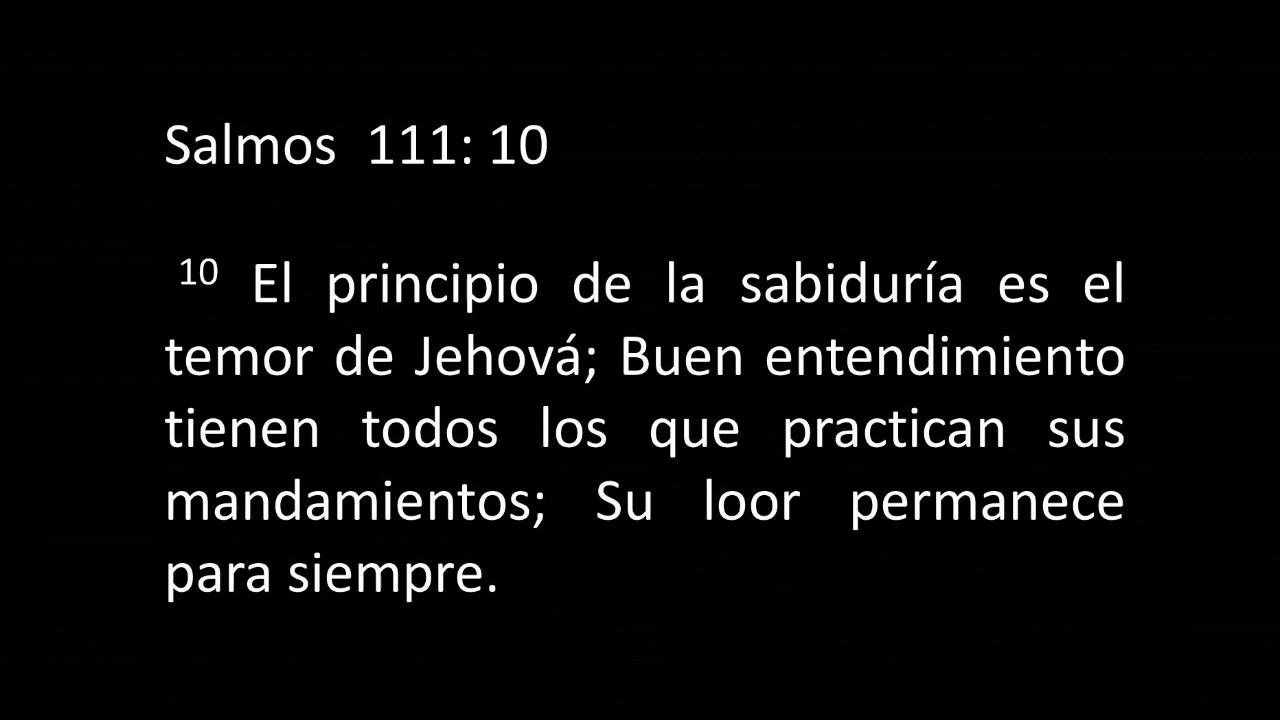 Salmos 111: 10
10 El principio de la sabiduría es el
temor de Jehová; Buen entendimiento
tienen todos los que practican sus
mandamientos; Su loor permanece
para siempre.